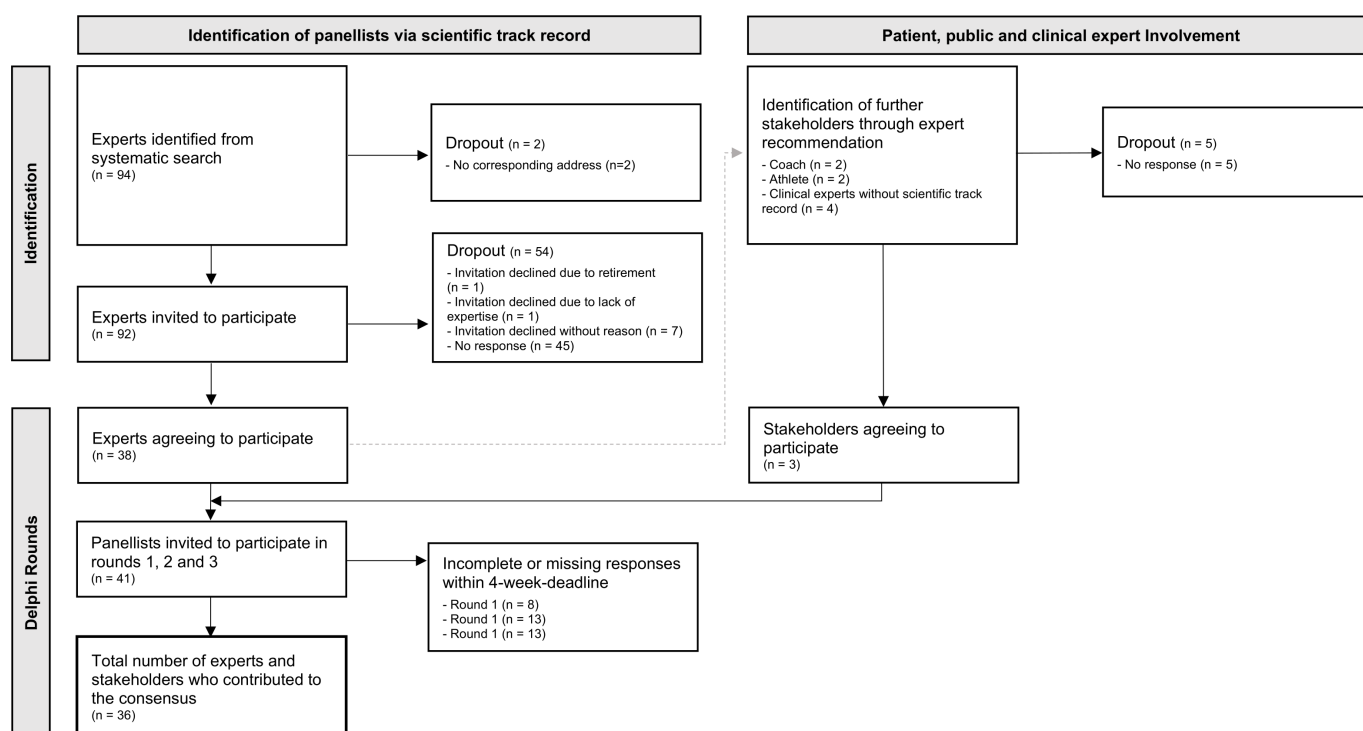 Identification of panellists via scientific track record
Patient, public and clinical expert Involvement
Identification
Experts identified from
systematic search
(n = 94)
Dropout (n = 2)
- No corresponding address (n=2)
Identification of further
stakeholders through expert
recommendation
- Coach (n = 2)
- Athlete (n = 2)
- Clinical experts without scientific track
record (n = 4)
Dropout (n = 5)
- No response (n = 5)
Experts invited to participate
(n = 92)
Dropout (n = 54)
- Invitation declined due to retirement
(n = 1)
- Invitation declined due to lack of
expertise (n = 1)
- Invitation declined without reason (n = 7)
- No response (n = 45)
Delphi Rounds
Experts agreeing to participate
(n = 38)
Stakeholders agreeing to
participate
(n = 3)
Panellists invited to participate in
rounds 1, 2 and 3
(n = 41)
Incomplete or missing responses
within 4-week-deadline
- Round 1 (n = 8)
- Round 1 (n = 13)
- Round 1 (n = 13)
Total number of experts and
stakeholders who contributed to
the consensus
(n = 36)